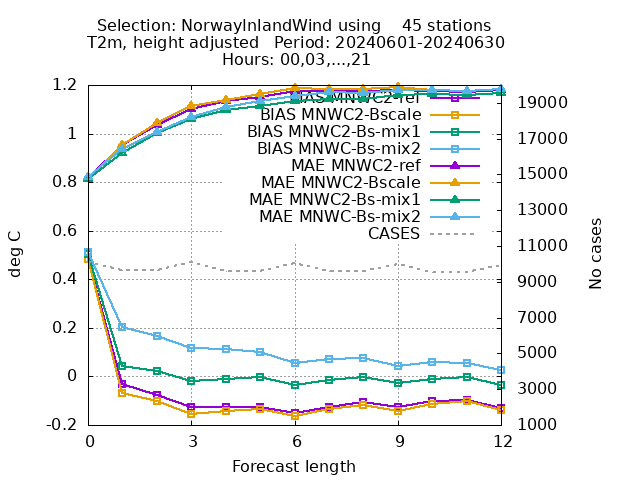 Selection: NorwayInlandWind using    45 stations
T2m, height adjusted   Period: 20240601-20240630
Hours: 00,03,...,21
BIAS MNWC2-ref
BIAS MNWC2-Bscale
BIAS MNWC2-Bs-mix1
BIAS MNWC-Bs-mix2
MAE MNWC2-ref
MAE MNWC2-Bscale
MAE MNWC2-Bs-mix1
MAE MNWC-Bs-mix2
CASES
1.2
1
0.8
0.6
0.4
0.2
0
-0.2
deg C
19000
17000
15000
13000
11000
9000
7000
5000
3000
1000
No cases
0 3 6 9 12
Forecast length